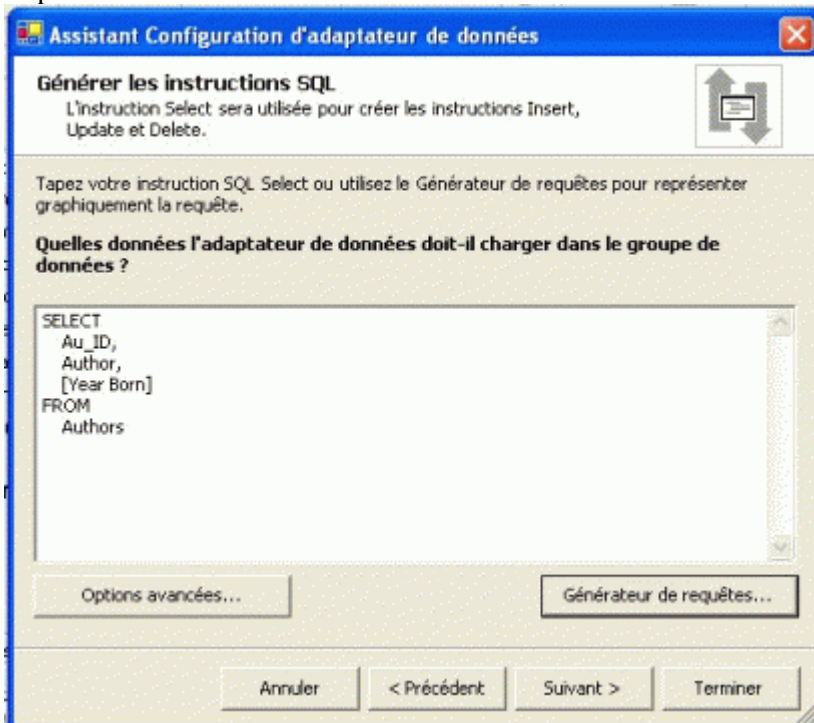 Assistant Configuration d'adaptateur de données
Générer les instructions SQL
L'instruction Select sera utilisée pour créer les instructions Insert,
Update et Delete.
Tapez votre instruction SQL Select ou utilisez le Générateur de requêtes pour représenter
graphiquement la requête.
Quelles données l'adaptateur de données doit-il charger dans le groupe de
données ?
SELECT
Au_ID,
Author,
[Year Born]
FROM
Authors
Options avancées...
Générateur de requêtes...
Annuler
< Précédent
Suivant >
Terminer